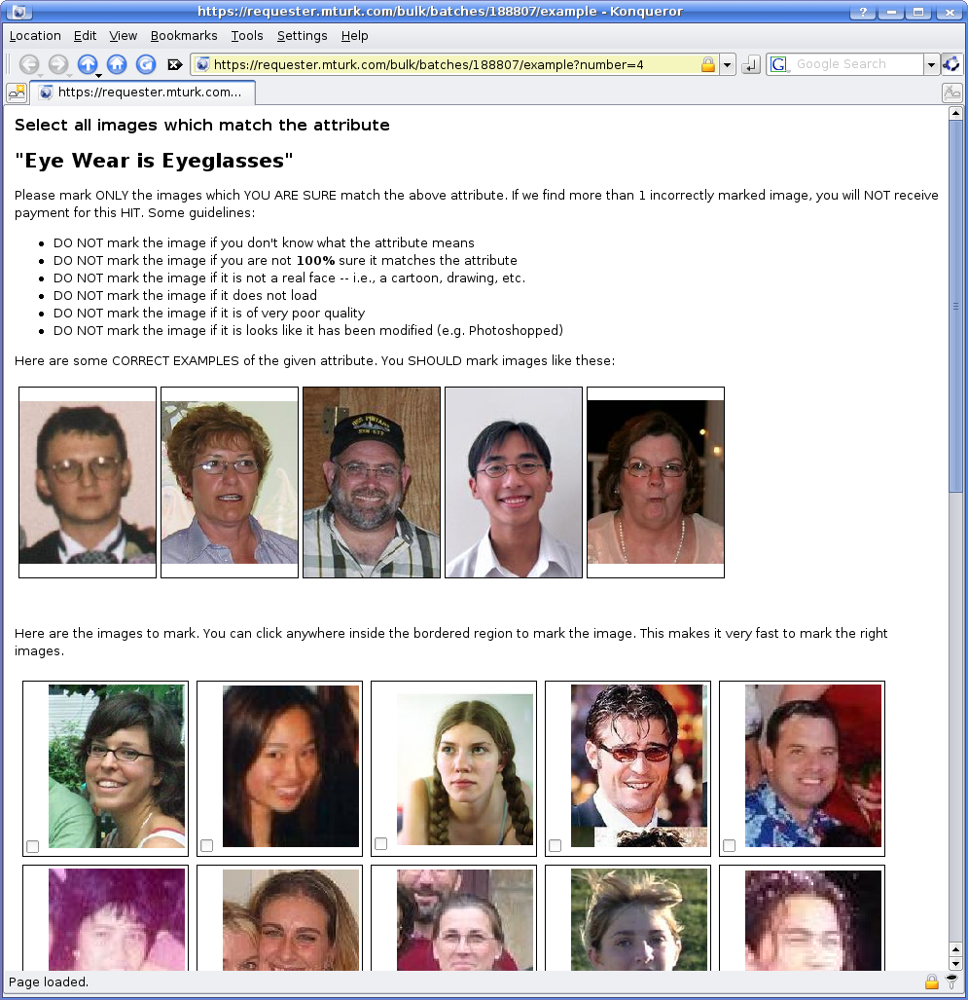 https://requester.mturk.com/bulk/batches/188807/example - Konqueror
Location Edit View Bookmarks Tools Settings Help
https://requester.mturk.com/bulk/batches/188807/example?number=4
G Google Search
https://requester.mturk.com...
Select all images which match the attribute
"Eye Wear is Eyeglasses"
Please mark ONLY the images which YOU ARE SURE match the above attribute. If we find more than 1 incorrectly marked image, you will NOT receive
payment for this HIT. Some guidelines:
• DO NOT mark the image if you don't know what the attribute means
• DO NOT mark the image if you are not 100% sure it matches the attribute
• DO NOT mark the image if it is not a real face -- i.e., a cartoon, drawing, etc.
• DO NOT mark the image if it does not load
• DO NOT mark the image if it is of very poor quality
• DO NOT mark the image if it is looks like it has been modified (e.g. Photoshopped)
Here are some CORRECT EXAMPLES of the given attribute. You SHOULD mark images like these:
Here are the images to mark. You can click anywhere inside the bordered region to mark the image. This makes it very fast to mark the right
images.
Page loaded.